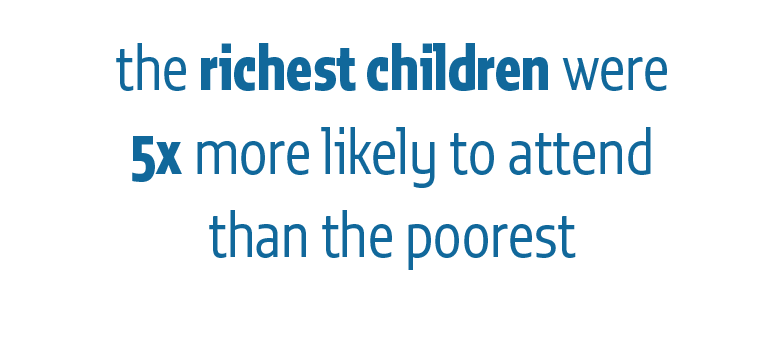 the richest children were
5x more likely to attend
than the poorest